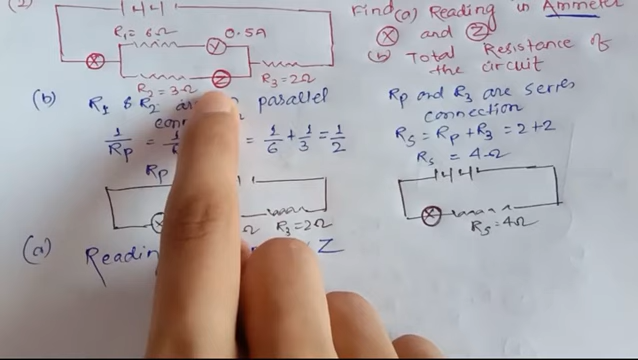 (2)
R₁ = 6Ω
Y
0.5A
X
R₂ = 3Ω
Z
R₃ = 2Ω
Find (a) Reading in Ammeter
X and Z
(b) Total Resistance of
the circuit
(b) R₁ & R₂ are parallel
1/Rp = 1/6 + 1/3 = 1/2
Rp
R₃ = 2Ω
Rp and R₃ are series
connection
Rs = Rp + R₃ = 2 + 2
Rs = 4Ω
X
Rs = 4Ω
(a) Z